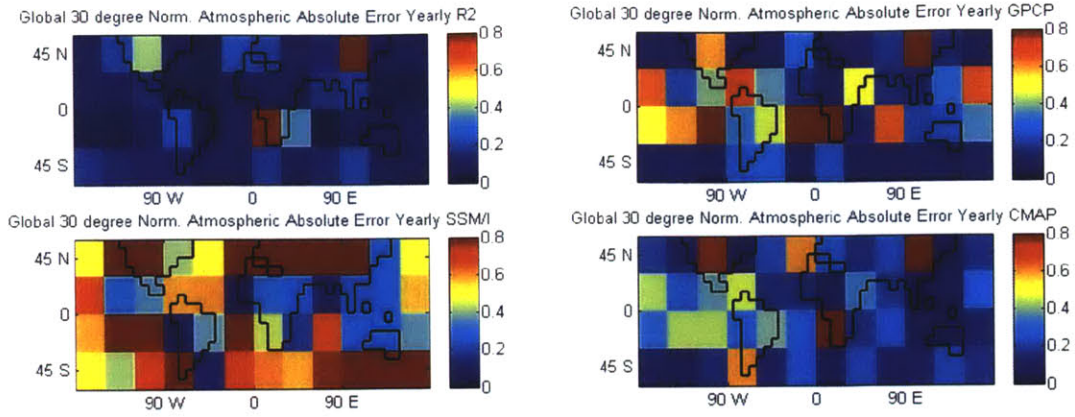 Global 30 degree Norm. Atmospheric Absolute Error Yearly R2
45 N
0
45 S
90 W 0 90 E
0.8
0.6
0.4
0.2
0
Global 30 degree Norm. Atmospheric Absolute Error Yearly GPCP
45 N
0
45 S
90 W 0 90 E
0.8
0.6
0.4
0.2
0
Global 30 degree Norm. Atmospheric Absolute Error Yearly SSM/I
45 N
0
45 S
90 W 0 90 E
0.8
0.6
0.4
0.2
0
Global 30 degree Norm. Atmospheric Absolute Error Yearly CMAP
45 N
0
45 S
90 W 0 90 E
0.8
0.6
0.4
0.2
0